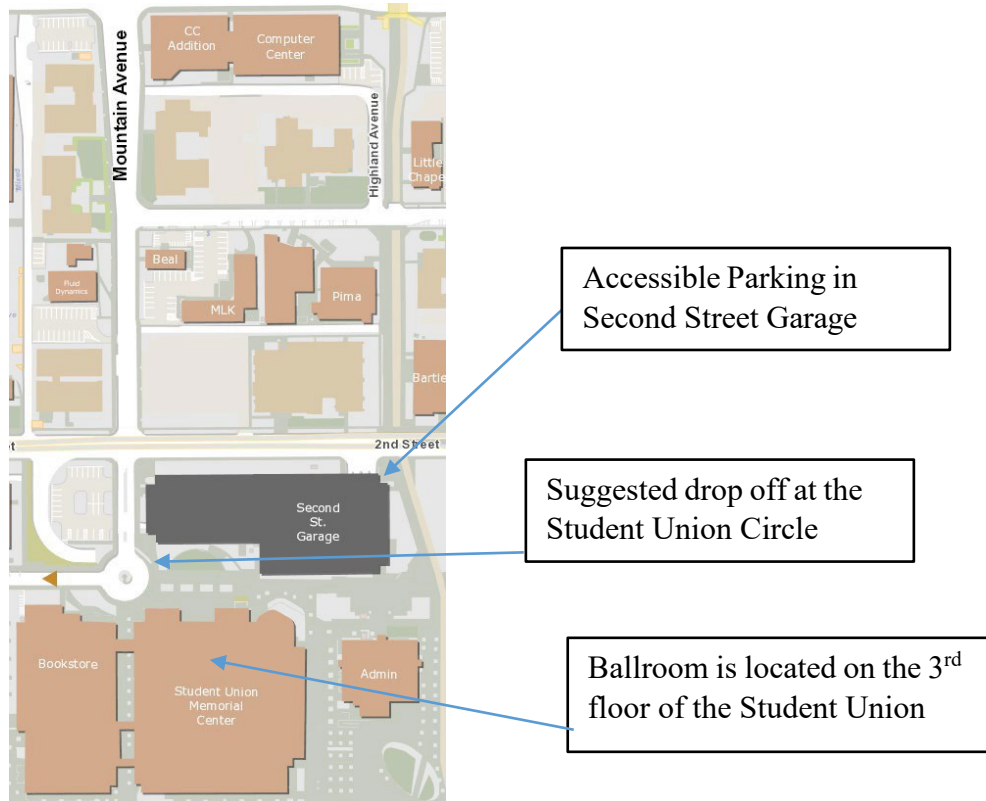 CC
Addition
Computer
Center
Mountain Avenue
Highland Avenue
Little
Chape
Beal
Fluid
Dynamics
MLK
Pima
Bartle
2nd Street
Second
St.
Garage
Bookstore
Student Union
Memorial
Center
Admin
Accessible Parking in
Second Street Garage
Suggested drop off at the
Student Union Circle
Ballroom is located on the 3rd
floor of the Student Union